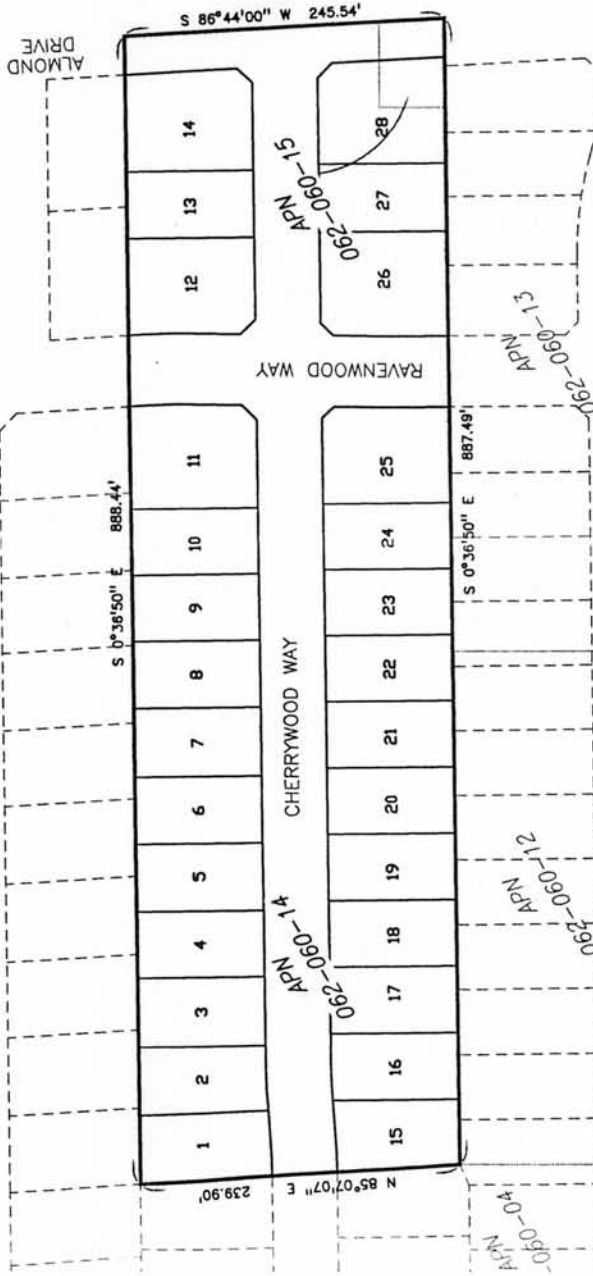 S 86°44'00" W 245.54'
ALMOND
DRIVE
14
13
12
28
27
26
APN
062-060-15
RAVENWOOD WAY
APN
062-060-13
S 0°36'50" E 888.44'
S 0°36'50" E 887.49'
11
10
9
8
7
6
5
4
3
2
1
CHERRYWOOD WAY
25
24
23
22
21
20
19
18
17
16
15
APN
062-060-14
APN
062-060-12
N 85°07'07" E 239.90'
APN
-060-04